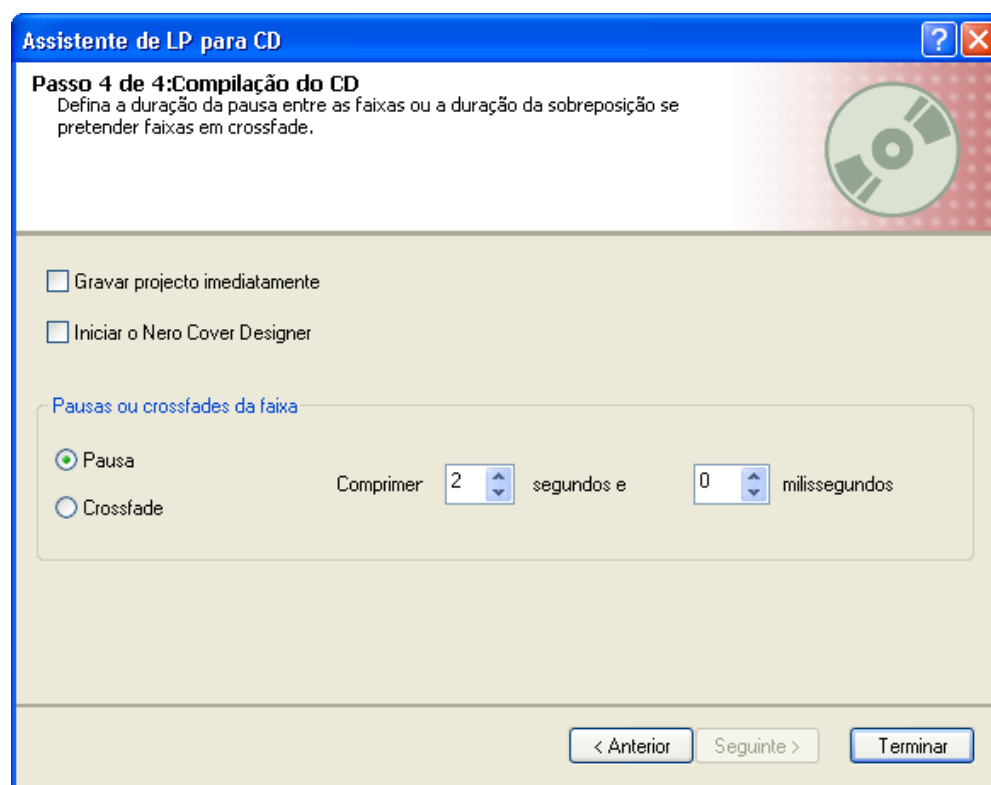 Assistente de LP para CD
Passo 4 de 4:Compilação do CD
Defina a duração da pausa entre as faixas ou a duração da sobreposição se
pretender faixas em crossfade.
Gravar projecto imediatamente
Iniciar o Nero Cover Designer
Pausas ou crossfades da faixa
Pausa
Comprimer 2 segundos e 0 milissegundos
Crossfade
< Anterior Seguinte > Terminar